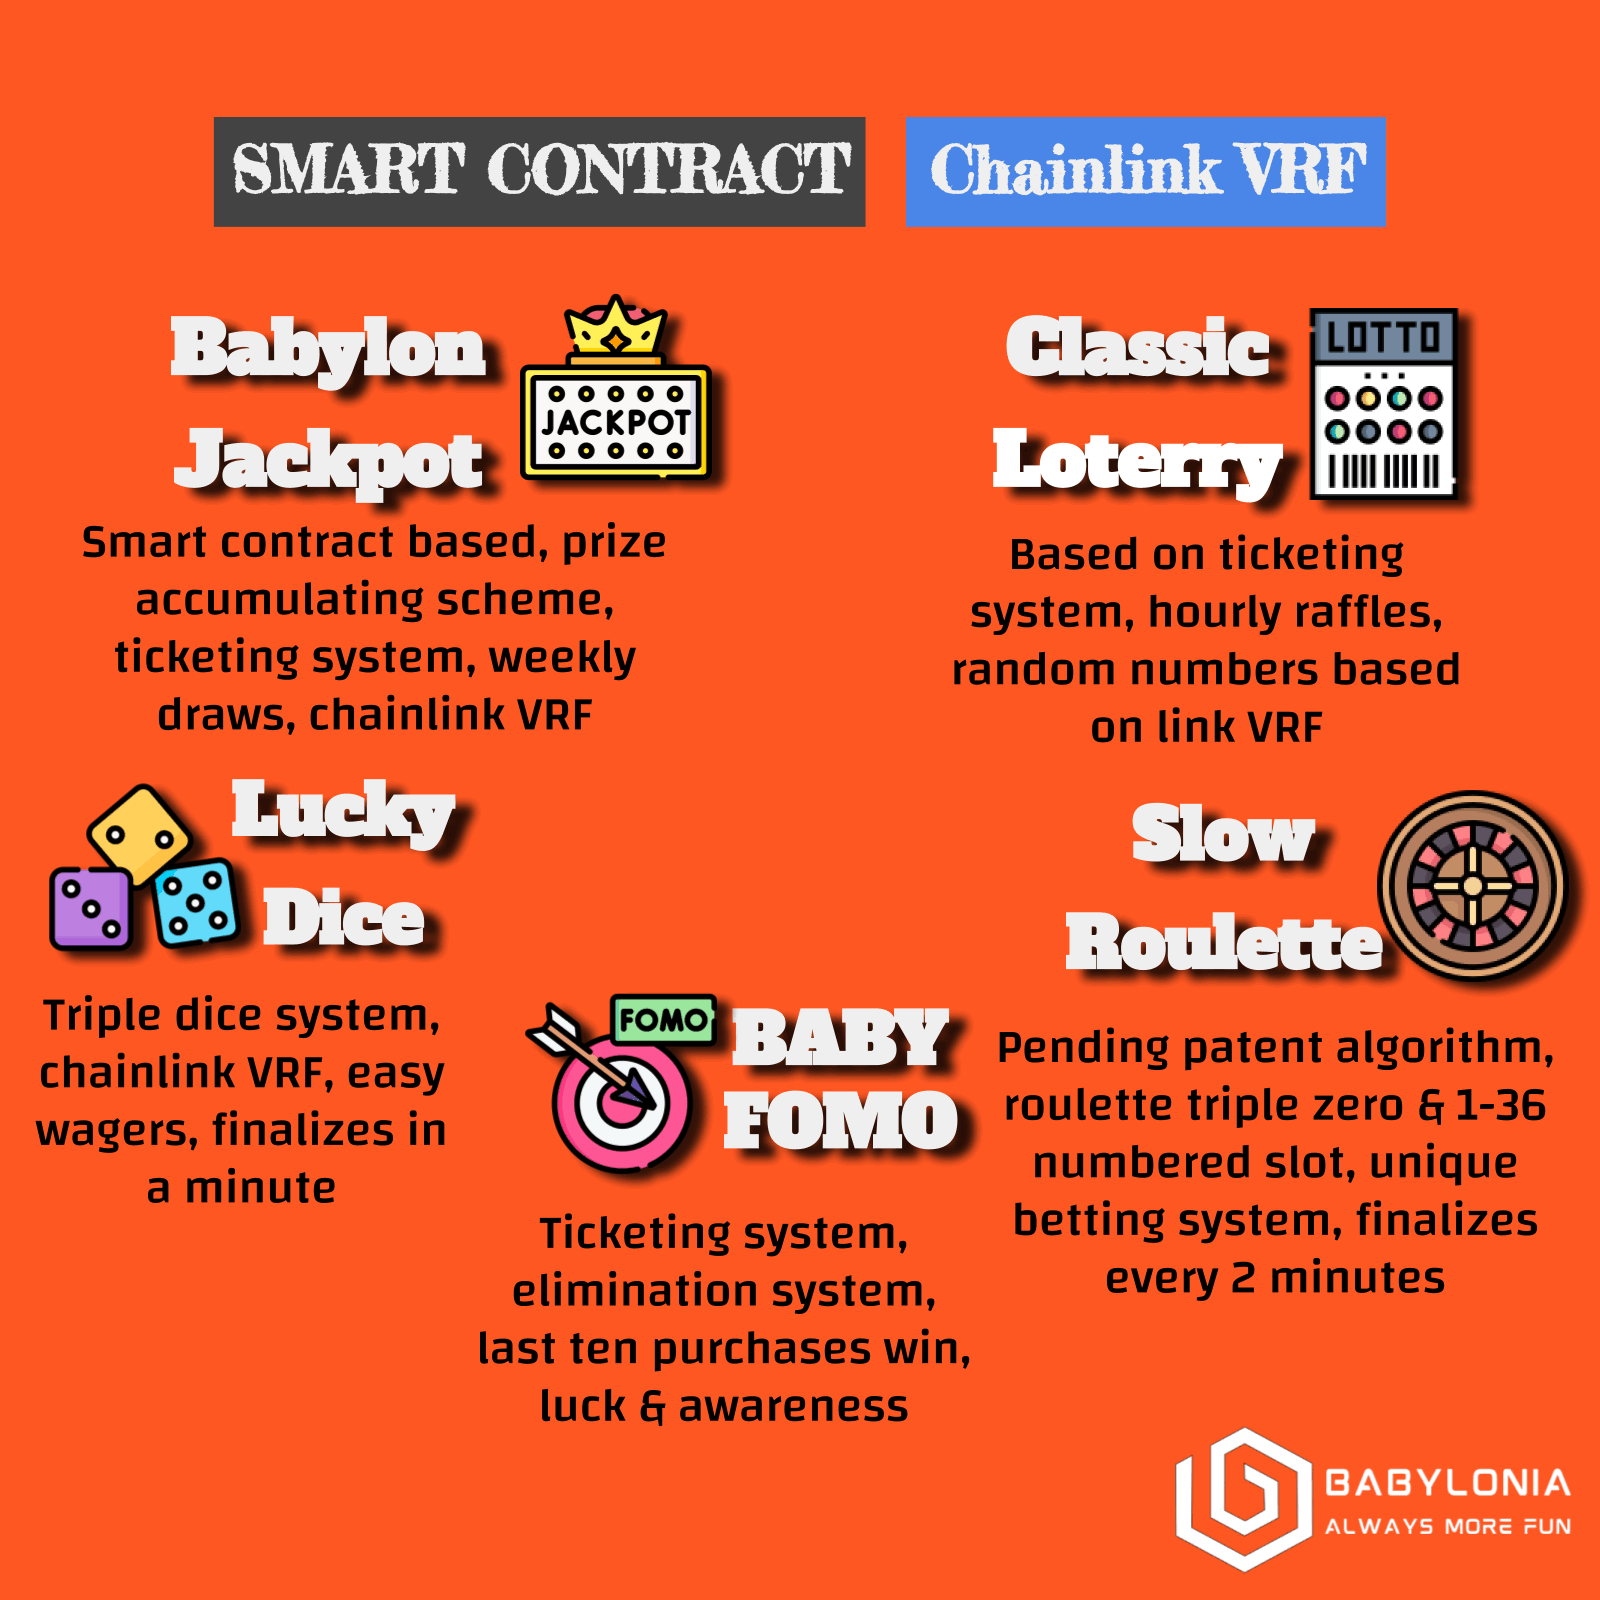 SMART CONTRACT
Chainlink VRF
Babylon
Jackpot
JACKPOT
Smart contract based, prize
accumulating scheme,
ticketing system, weekly
draws, chainlink VRF
Classic
Loterry
LOTTO
Based on ticketing
system, hourly raffles,
random numbers based
on link VRF
Lucky
Dice
Triple dice system,
chainlink VRF, easy
wagers, finalizes in
a minute
FOMO
BABY
FOMO
Ticketing system,
elimination system,
last ten purchases win,
luck & awareness
Slow
Roulette
Pending patent algorithm,
roulette triple zero & 1-36
numbered slot, unique
betting system, finalizes
every 2 minutes
BABYLONIA
ALWAYS MORE FUN